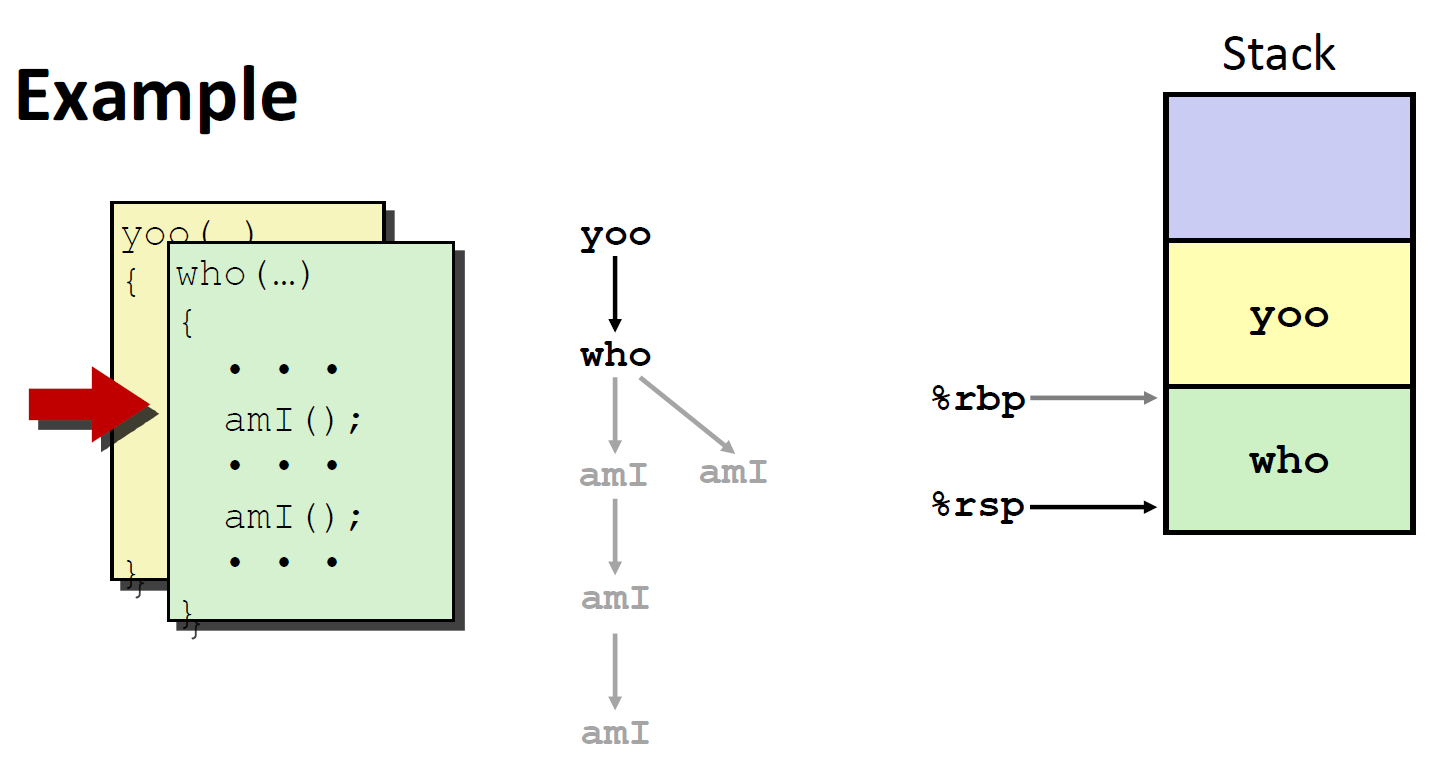 Example
yoo( )
{
}
who(…)
{
• • •
amI();
• • •
amI();
• • •
}
yoo
who
amI amI
amI
amI
Stack
yoo
%rbp
who
%rsp